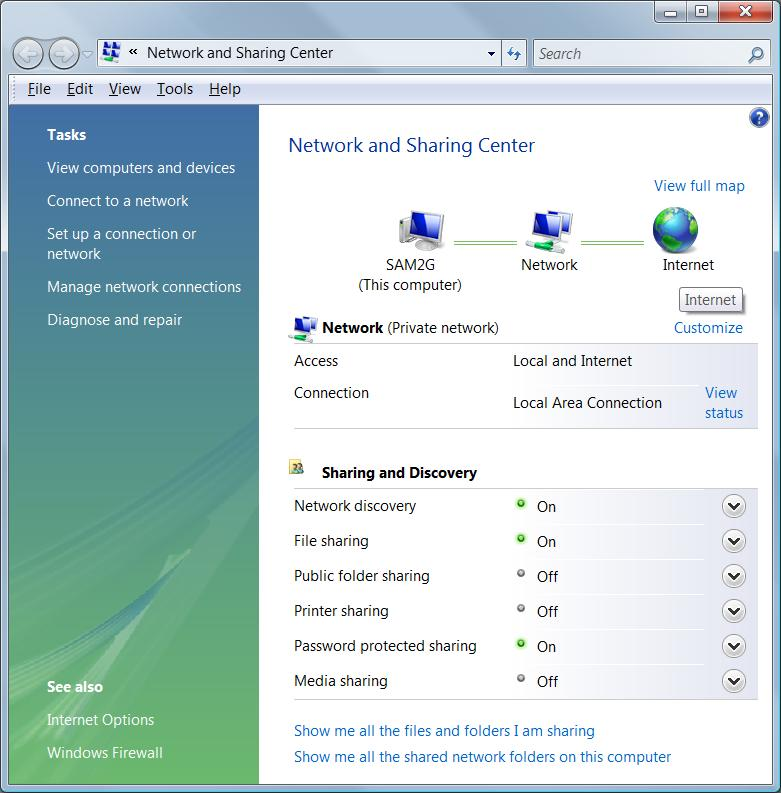 « Network and Sharing Center
Search
File Edit View Tools Help
Tasks
View computers and devices
Connect to a network
Set up a connection or
network
Manage network connections
Diagnose and repair
See also
Internet Options
Windows Firewall
?
Network and Sharing Center
View full map
SAM2G
(This computer)
Network
Internet
Internet
Network (Private network)
Customize
Access Local and Internet
Connection Local Area Connection View
status
Sharing and Discovery
Network discovery On
File sharing On
Public folder sharing Off
Printer sharing Off
Password protected sharing On
Media sharing Off
Show me all the files and folders I am sharing
Show me all the shared network folders on this computer